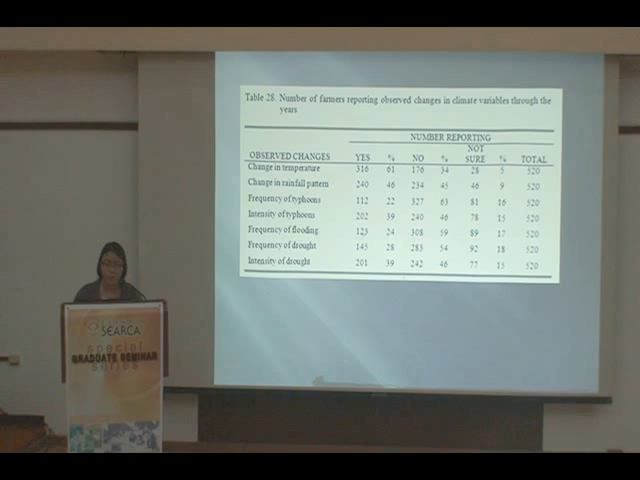 Table 28. Number of farmers reporting observed changes in climate variables through the
years
NUMBER REPORTING
OBSERVED CHANGES YES % NO % NOT SURE % TOTAL
Change in temperature 316 61 176 34 28 5 520
Change in rainfall pattern 240 46 234 45 46 9 520
Frequency of typhoons 112 22 327 63 81 16 520
Intensity of typhoons 202 39 240 46 78 15 520
Frequency of flooding 123 24 308 59 89 17 520
Frequency of drought 145 28 283 54 92 18 520
Intensity of drought 201 39 242 46 77 15 520
SEARCA
special
GRADUATE SEMINAR
series